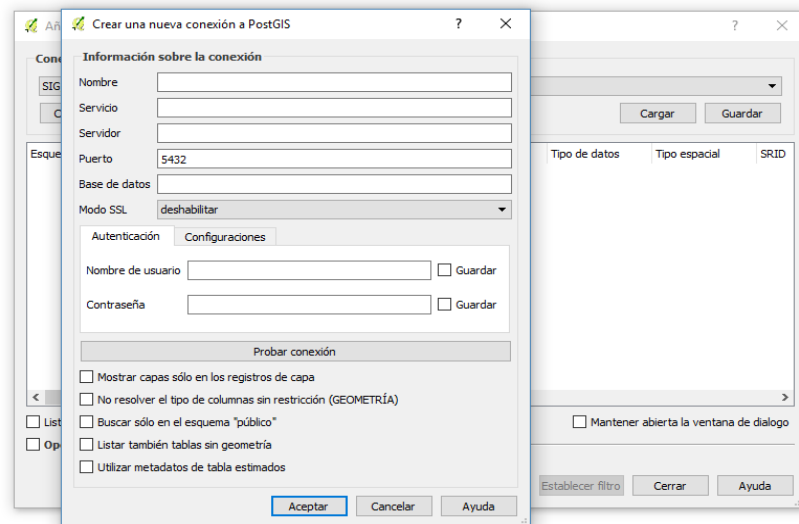 Crear una nueva conexión a PostGIS
?
Información sobre la conexión
Nombre
Servicio
Servidor
Puerto 5432
Base de datos
Modo SSL deshabilitar
Autenticación Configuraciones
Nombre de usuario Guardar
Contraseña Guardar
Probar conexión
Mostrar capas sólo en los registros de capa
No resolver el tipo de columnas sin restricción (GEOMETRÍA)
Buscar sólo en el esquema "público"
Listar también tablas sin geometría
Utilizar metadatos de tabla estimados
Aceptar Cancelar Ayuda
?
SIG
Cargar Guardar
Tipo de datos Tipo espacial SRID
Mantener abierta la ventana de dialogo
Establecer filtro Cerrar Ayuda